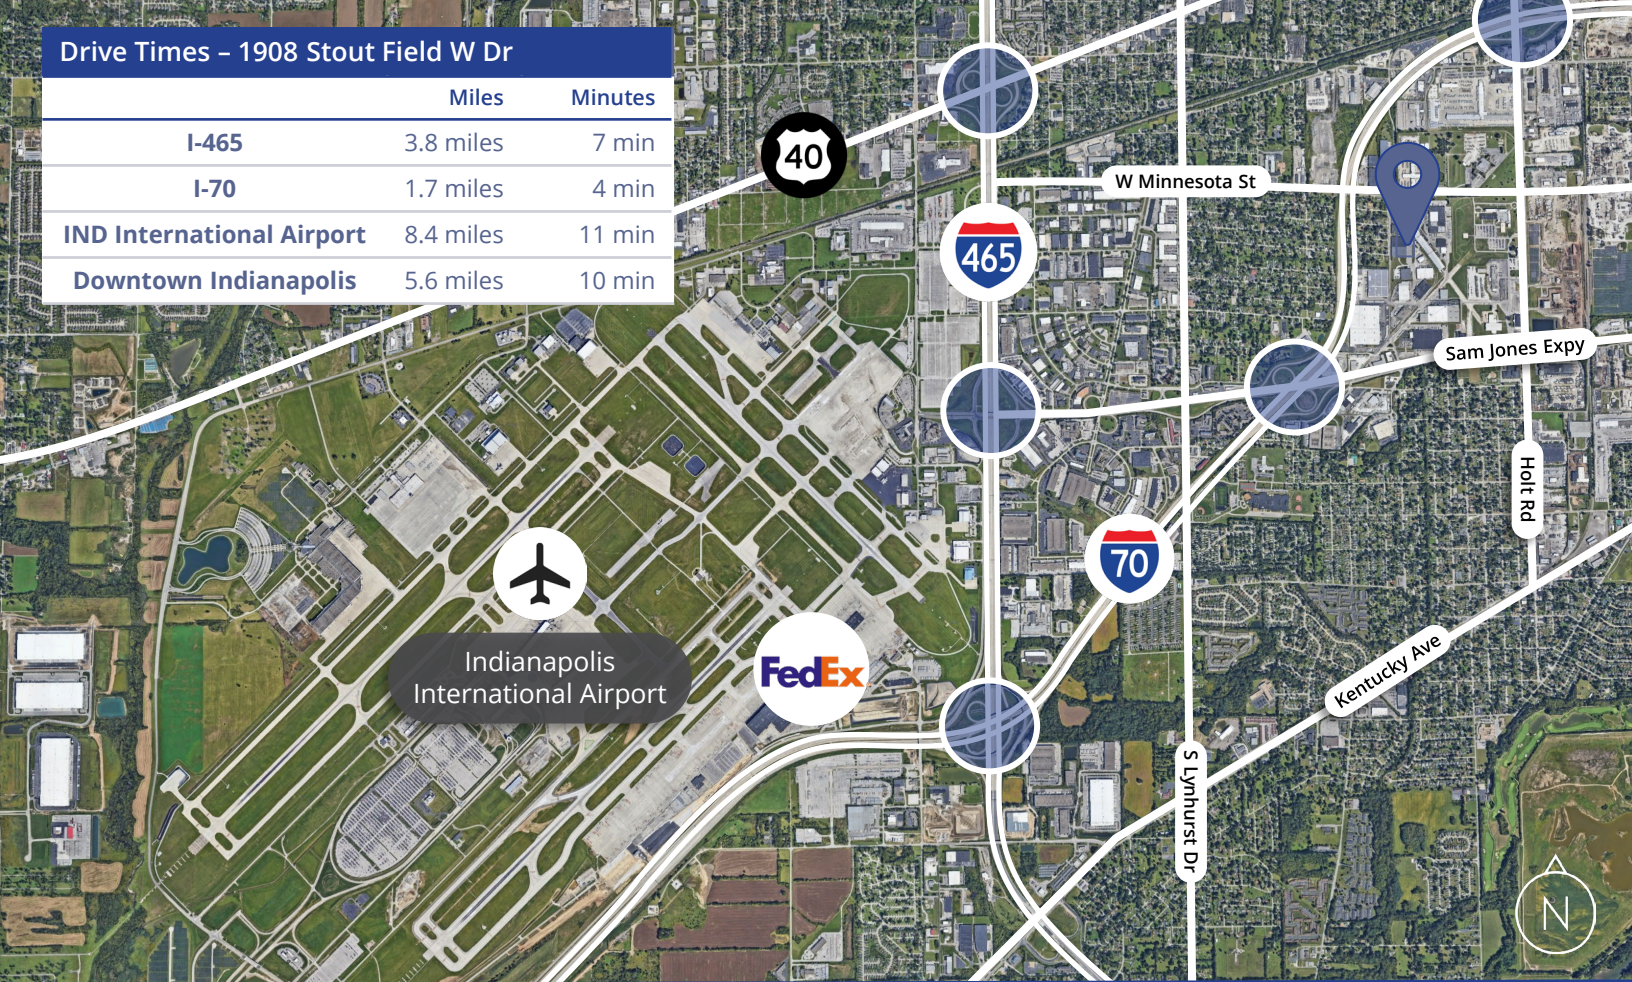 Drive Times – 1908 Stout Field W Dr
Miles Minutes
I-465 3.8 miles 7 min
I-70 1.7 miles 4 min
IND International Airport 8.4 miles 11 min
Downtown Indianapolis 5.6 miles 10 min
40
W Minnesota St
465
Sam Jones Expy
Holt Rd
70
Indianapolis
International Airport
FedEx
Kentucky Ave
S Lynhurst Dr
N